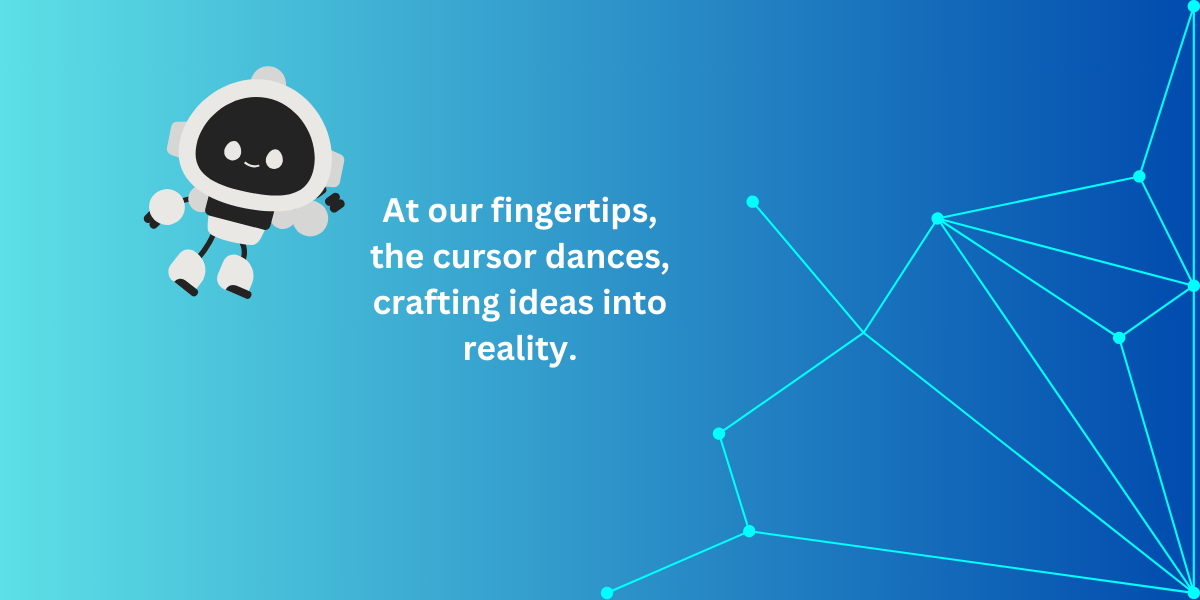 At our fingertips,
the cursor dances,
crafting ideas into
reality.